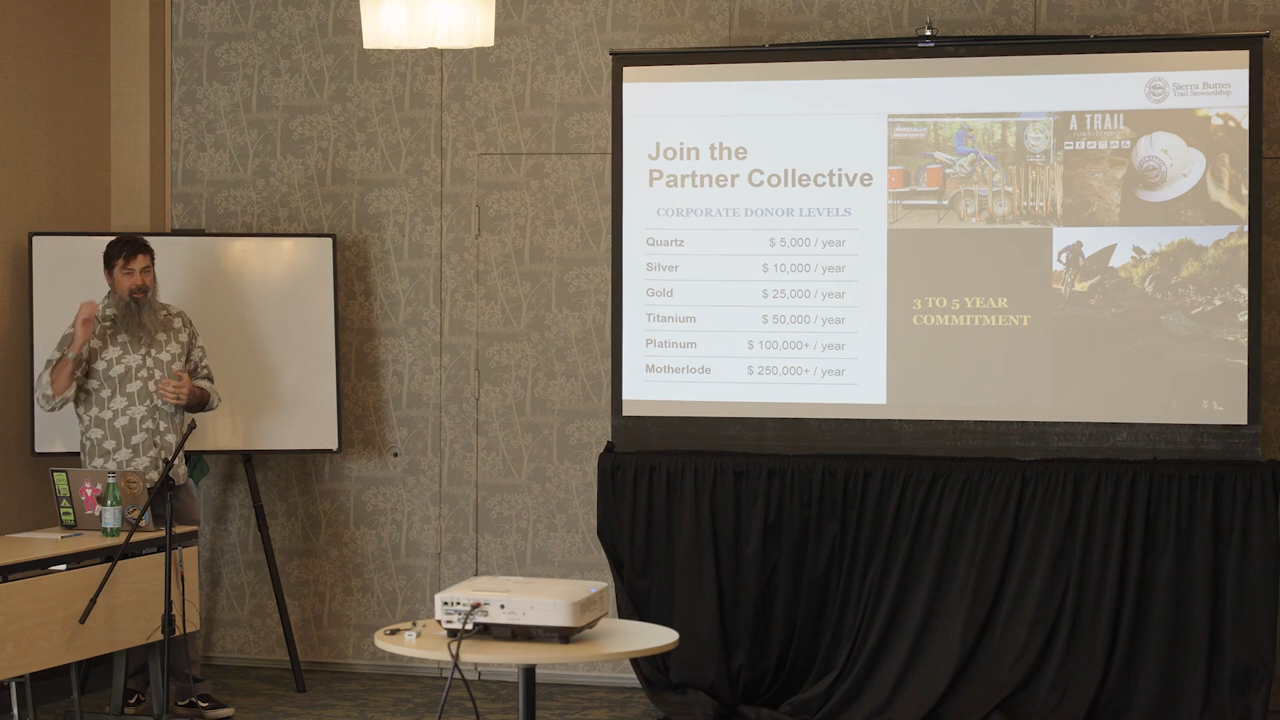 Sierra Buttes
Trail Stewardship
Join the
Partner Collective
CORPORATE DONOR LEVELS
Quartz $ 5,000 / year
Silver $ 10,000 / year
Gold $ 25,000 / year
Titanium $ 50,000 / year
Platinum $ 100,000+ / year
Motherlode $ 250,000+ / year
A TRAIL
3 TO 5 YEAR
COMMITMENT